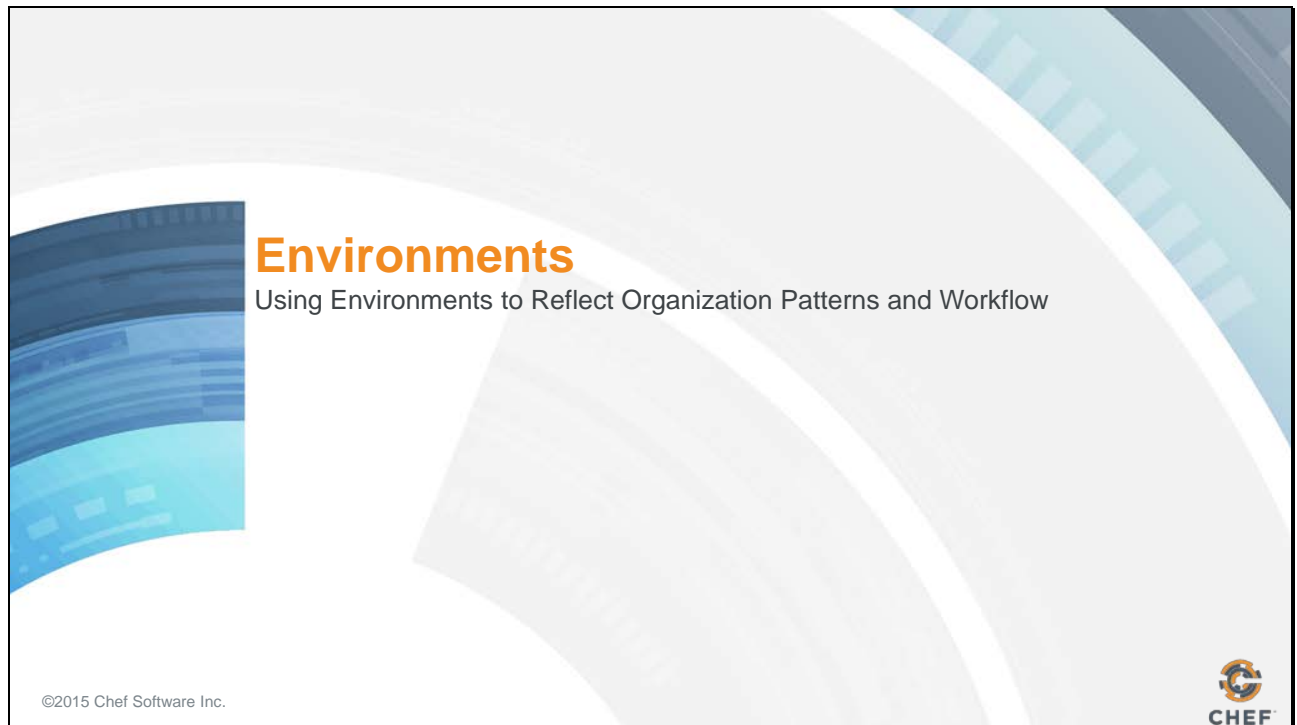 Environments
Using Environments to Reflect Organization Patterns and Workflow
©2015 Chef Software Inc.
CHEF